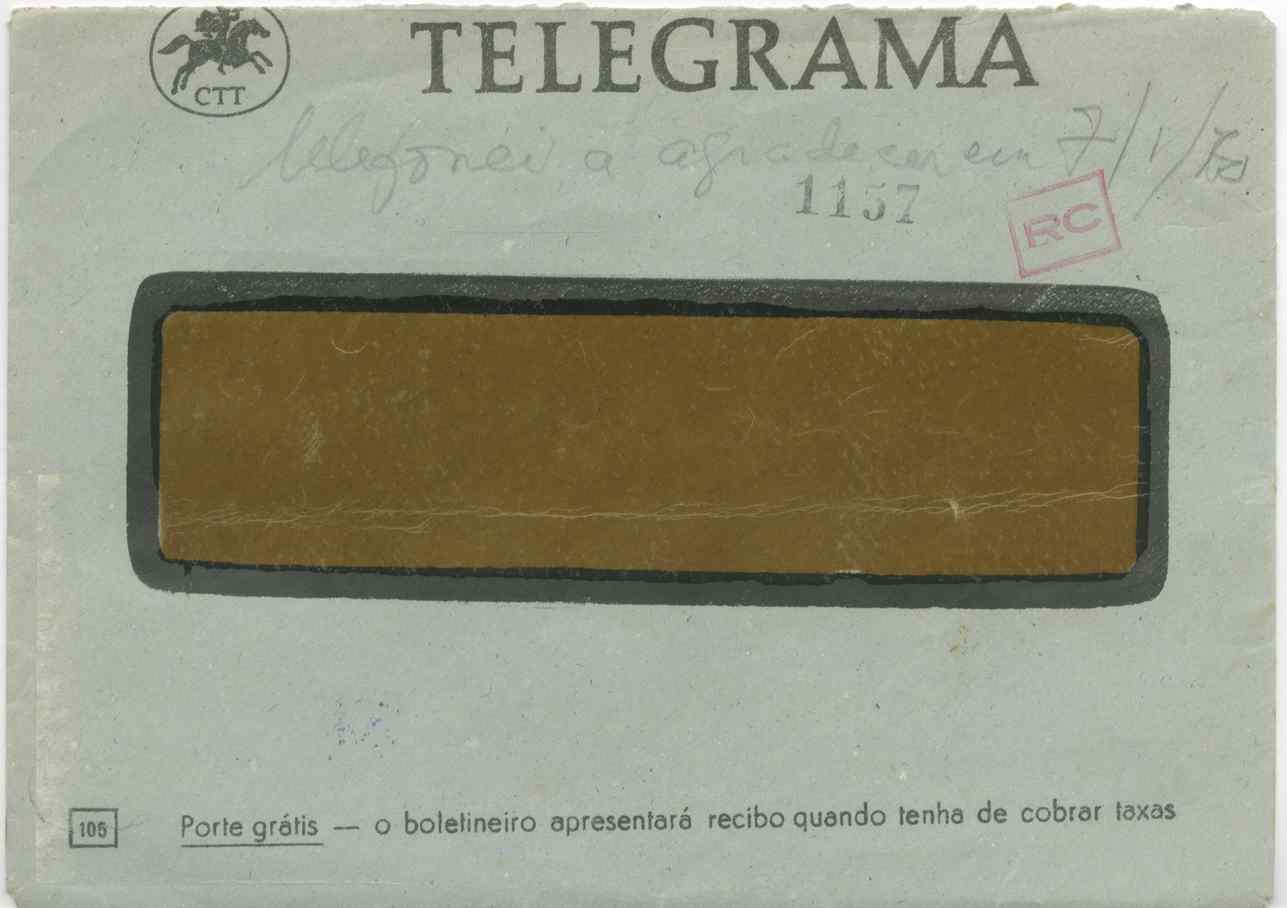 CTT
TELEGRAMA
telefonei a agradecer em 7/1/
1157
RC
105
Porte grátis — o boletineiro apresentará recibo quando tenha de cobrar taxas